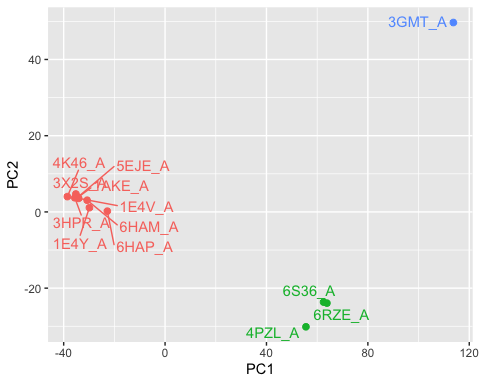 3GMT_A
40
20
4K46_A
5EJE_A
3X2S_A
1AKE_A
1E4V_A
3HPR_A
6HAM_A
1E4Y_A
6HAP_A
0
-20
6S36_A
6RZE_A
4PZL_A
-40
0
40
80
120
PC1
PC2